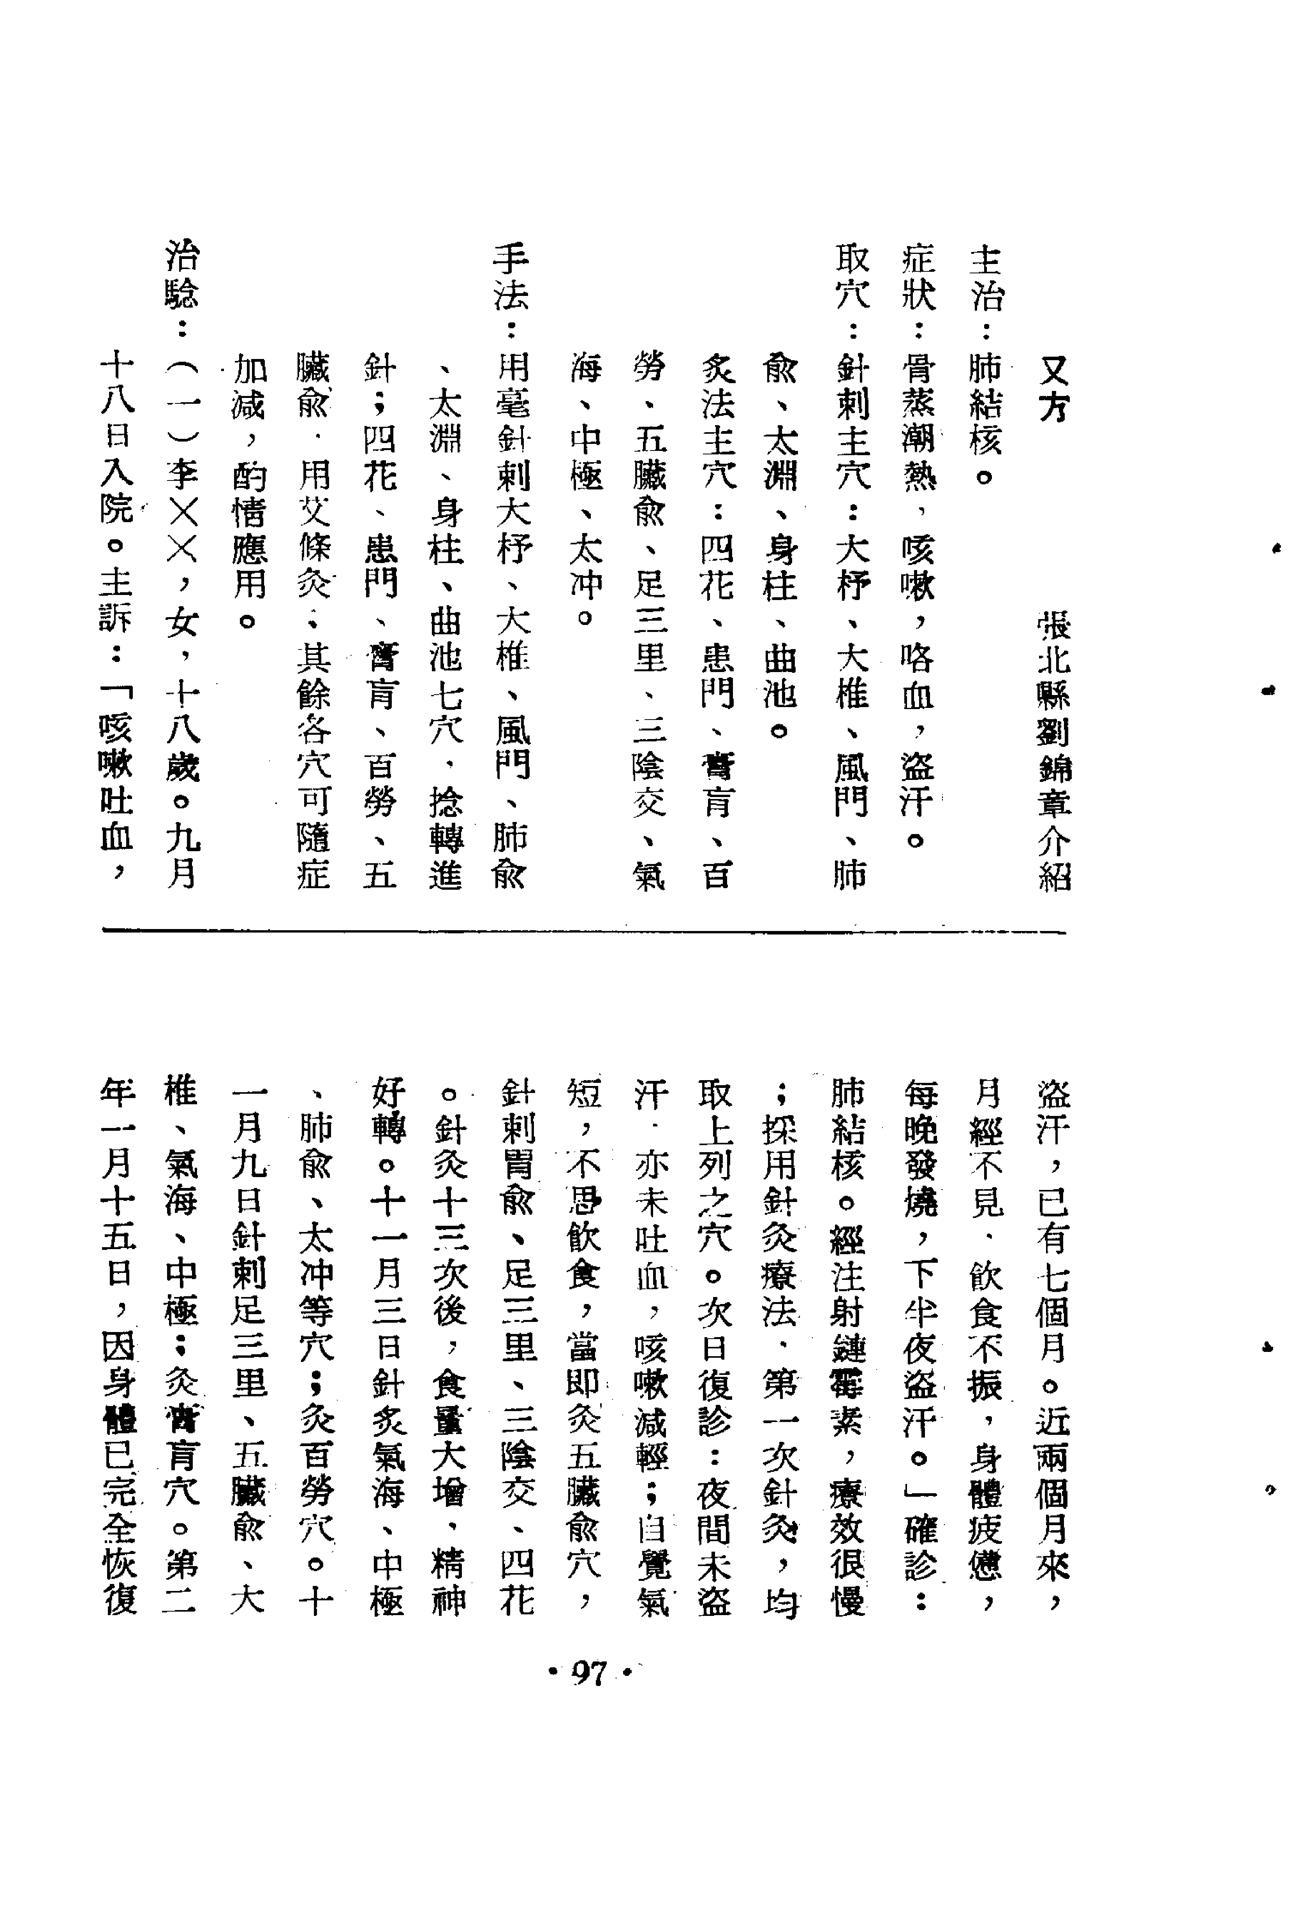 又方　張北縣劉錦章介紹
主治：肺結核。
症狀：骨蒸潮熱，咳嗽，咯血，盜汗。
取穴：針刺主穴：大杼、大椎、風門、肺
兪、太淵、身柱、曲池。
炙法主穴：四花、患門、膏肓、百
勞、五臟兪、足三里、三陰交、氣
海、中極、太冲。
手法：用毫針刺大杼、大椎、風門、肺兪
、太淵、身柱、曲池七穴，捻轉進
針；四花、患門、膏肓、百勞、五
臟兪，用艾條灸、其餘各穴可隨症
加減，酌情應用。
治驗：（一）李××，女，十八歲。九月
十八日入院。主訴：「咳嗽吐血，
盜汗，已有七個月。近兩個月來，
月經不見，飲食不振，身體疲憊，
每晚發燒，下半夜盜汗。」確診：
肺結核。經注射鏈霉素，療效很慢
；採用針灸療法，第一次針灸，均
取上列之穴。次日復診：夜間未盜
汗，亦未吐血，咳嗽減輕；自覺氣
短，不思飲食，當即灸五臟兪穴，
針刺胃兪、足三里、三陰交、四花
。針灸十三次後，食量大增，精神
好轉。十一月三日針炙氣海、中極
、肺兪、太冲等穴；灸百勞穴。十
一月九日針刺足三里、五臟兪、大
椎、氣海、中極；灸膏肓穴。第二
年一月十五日，因身體已完全恢復
·97·